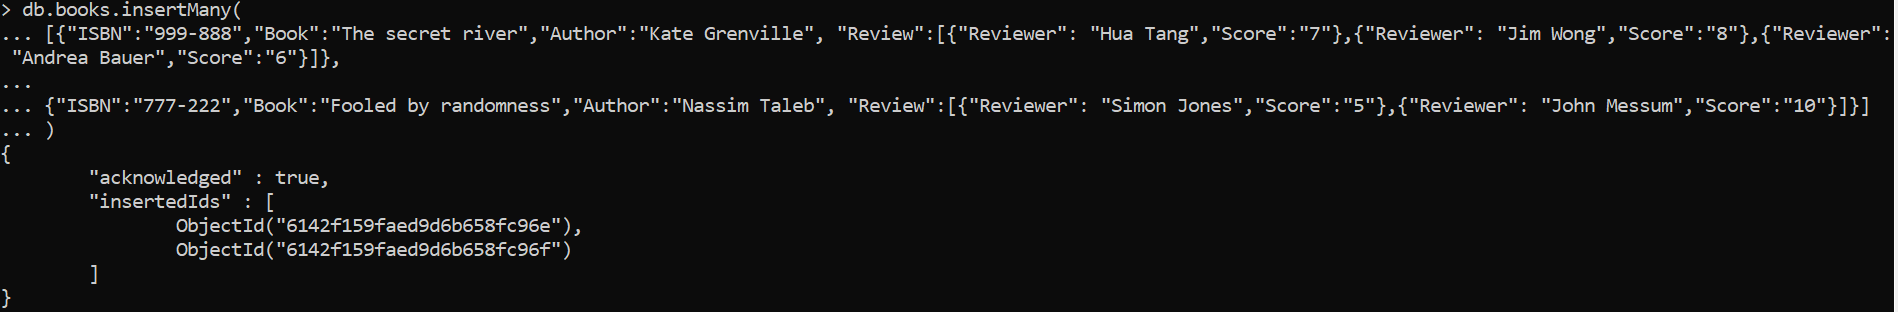 > db.books.insertMany(
... [{"ISBN":"999-888","Book":"The secret river","Author":"Kate Grenville", "Review":[{"Reviewer": "Hua Tang","Score":"7"},{"Reviewer": "Jim Wong","Score":"8"},{"Reviewer":
 "Andrea Bauer","Score":"6"}]},
...
... {"ISBN":"777-222","Book":"Fooled by randomness","Author":"Nassim Taleb", "Review":[{"Reviewer": "Simon Jones","Score":"5"},{"Reviewer": "John Messum","Score":"10"}]}]
... )
{
        "acknowledged" : true,
        "insertedIds" : [
                ObjectId("6142f159faed9d6b658fc96e"),
                ObjectId("6142f159faed9d6b658fc96f")
        ]
}